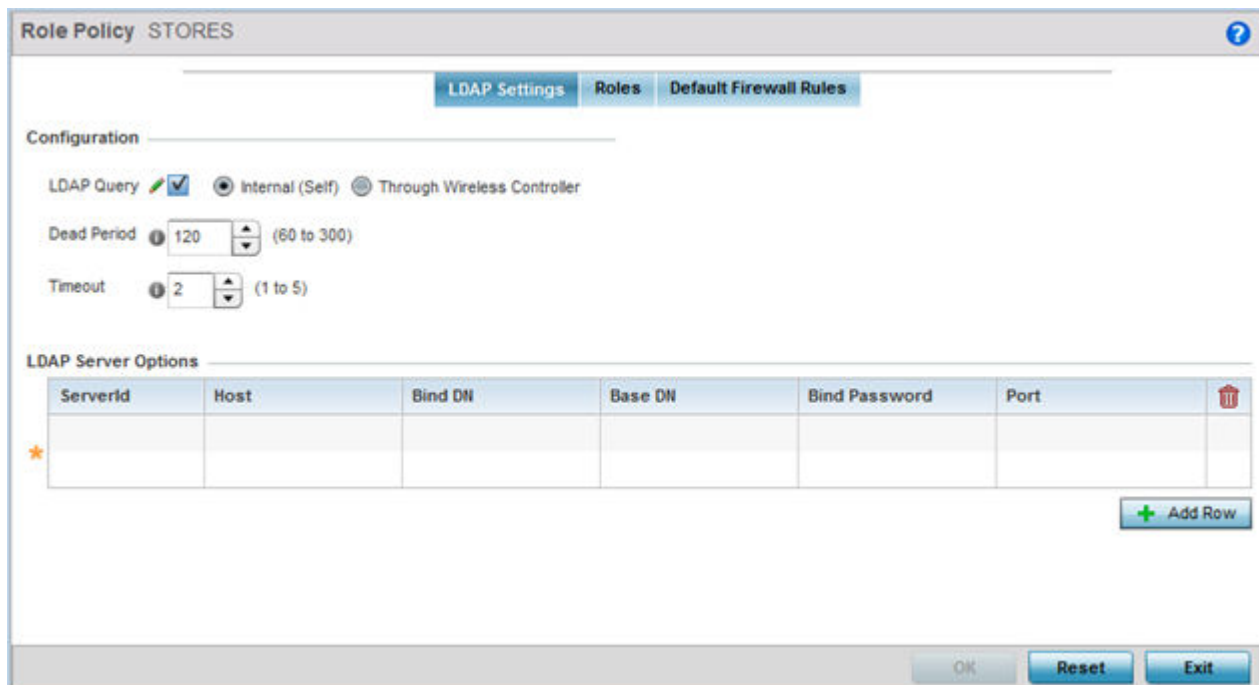 Role Policy STORES
LDAP Settings Roles Default Firewall Rules
Configuration
LDAP Query Internal (Self) Through Wireless Controller
Dead Period 120 (60 to 300)
Timeout 2 (1 to 5)
LDAP Server Options
ServerId Host Bind DN Base DN Bind Password Port
Add Row
OK Reset Exit